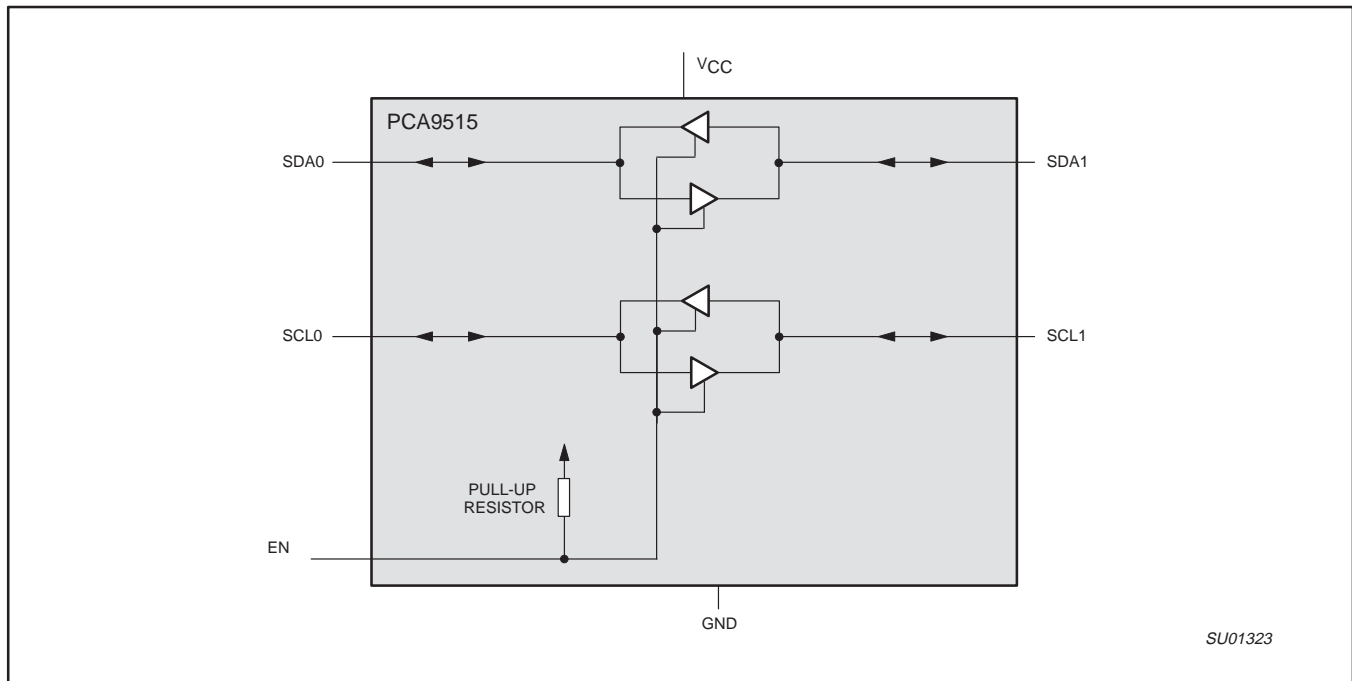 VCC
PCA9515
SDA0
SDA1
SCL0
SCL1
PULL-UP
RESISTOR
EN
GND
SU01323